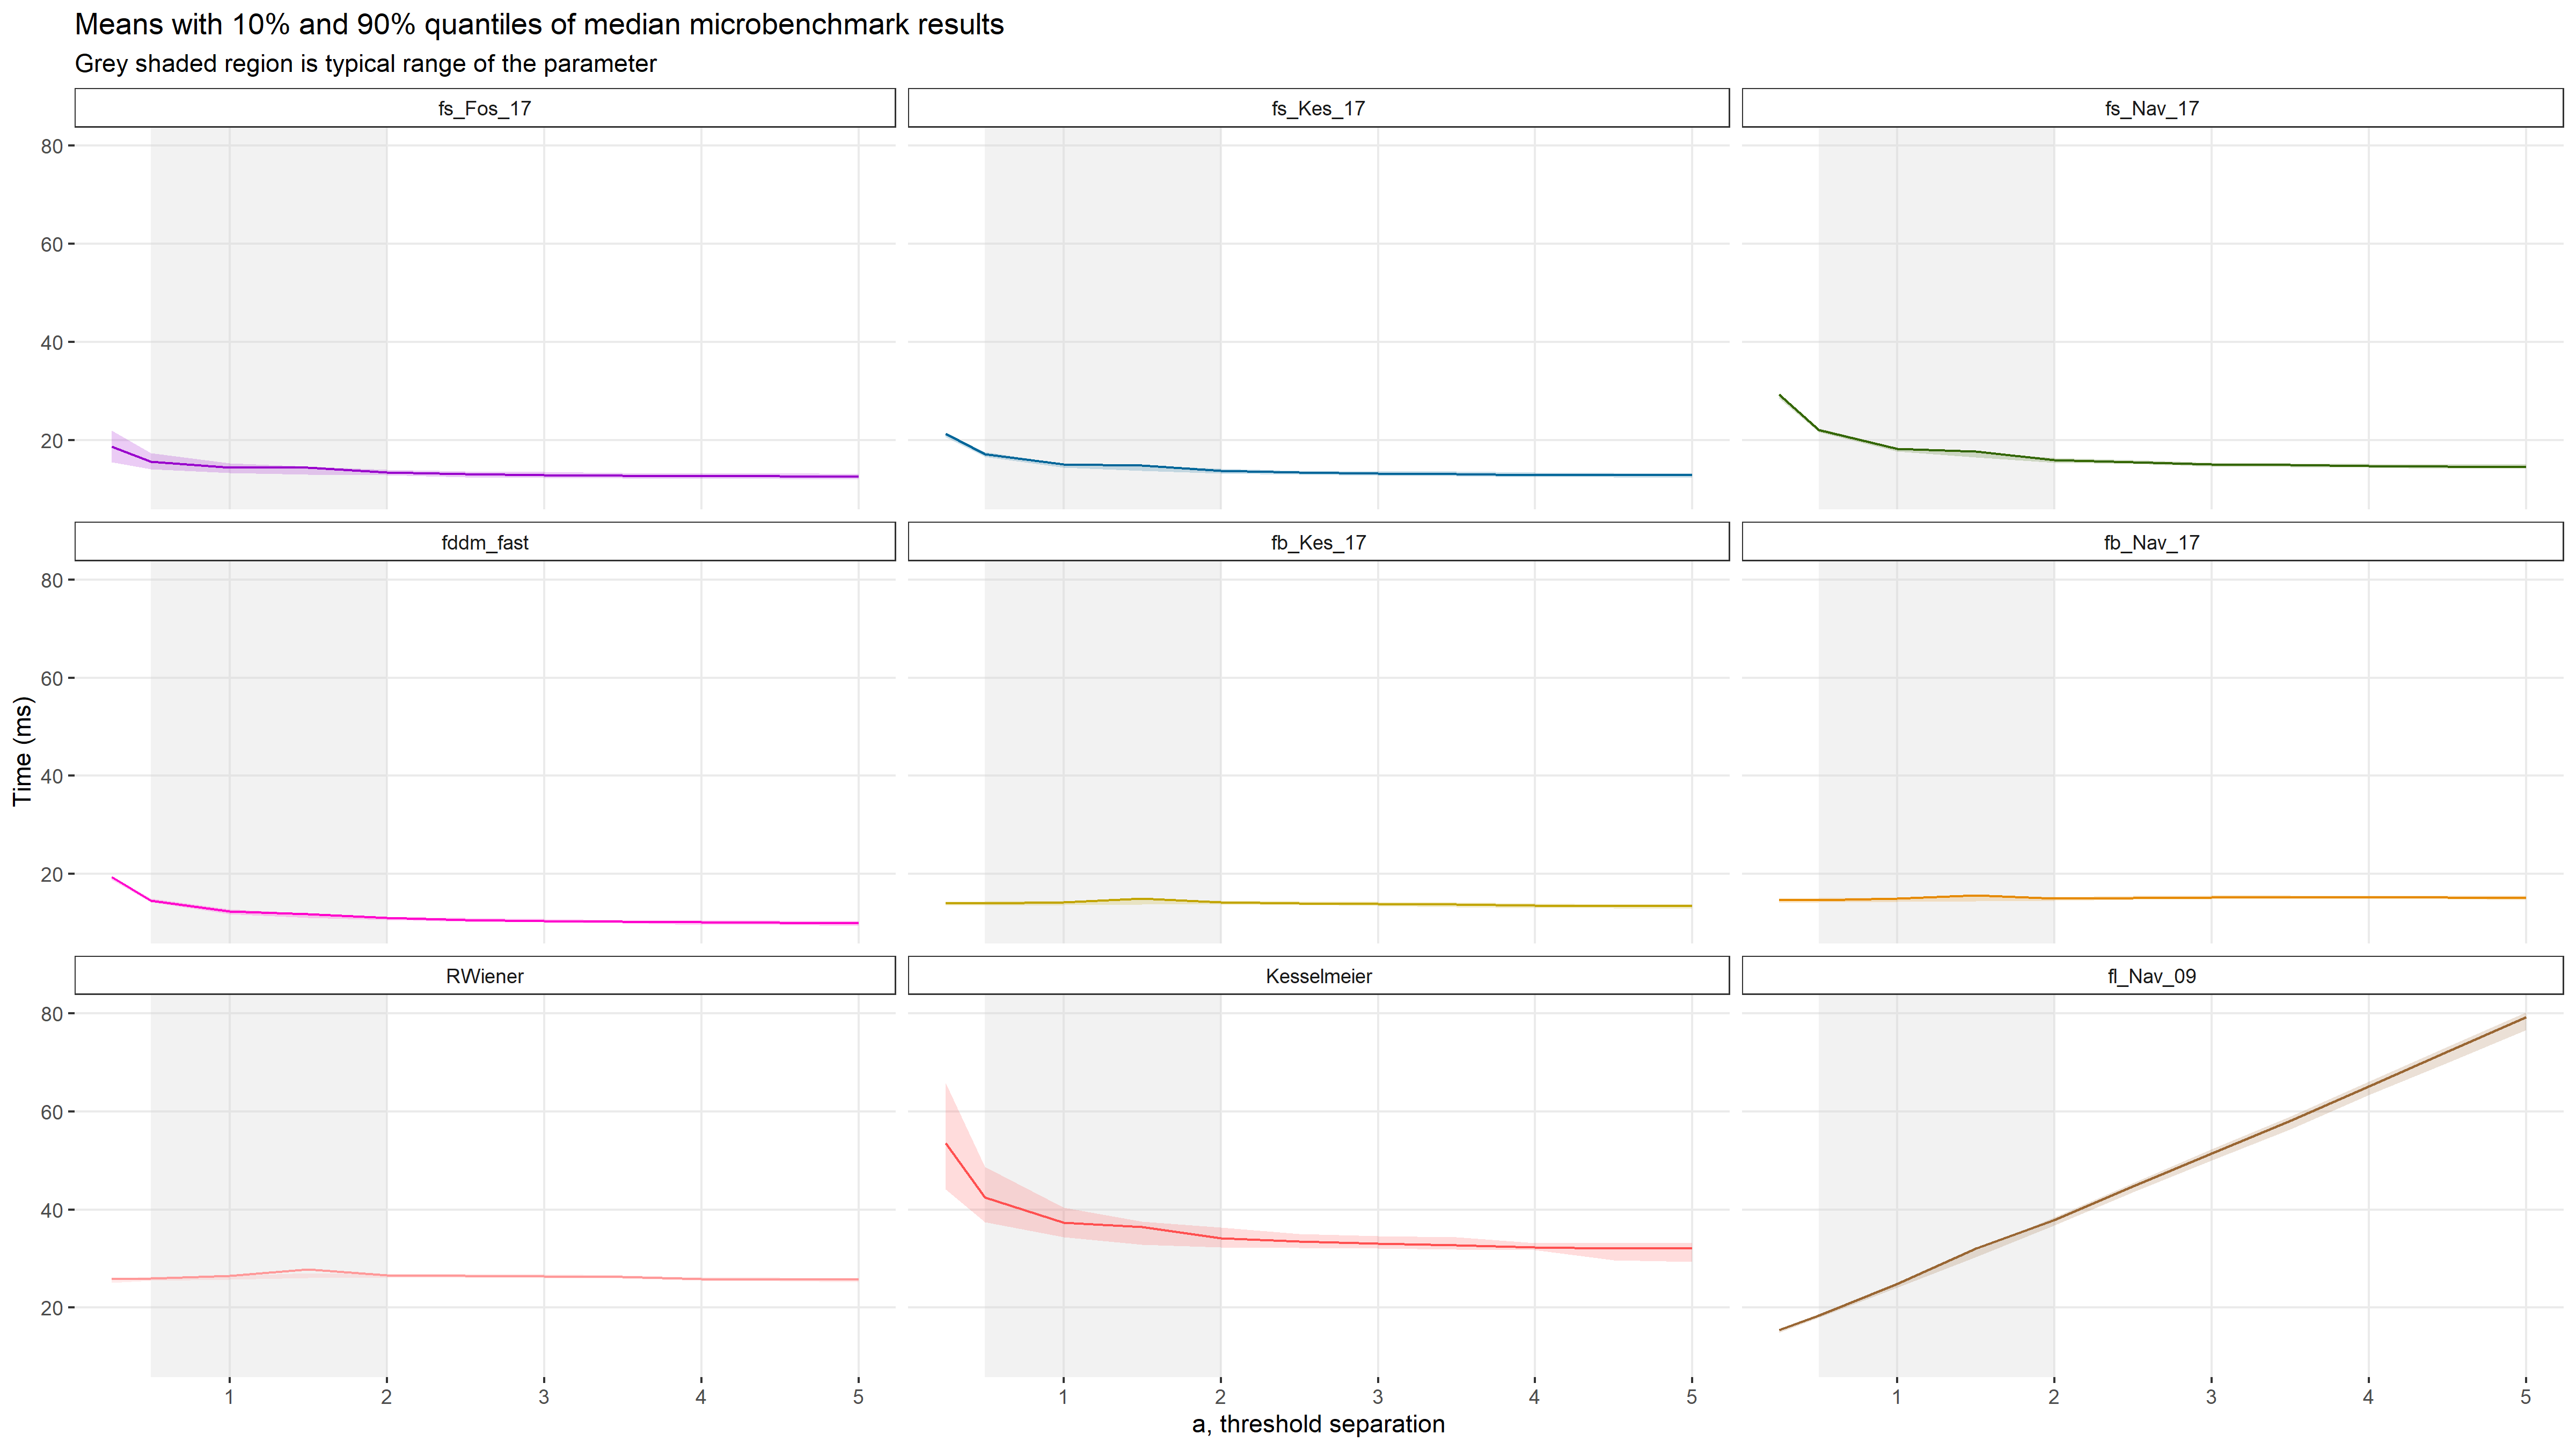 Means with 10% and 90% quantiles of median microbenchmark results
Grey shaded region is typical range of the parameter
fs_Fos_17
fs_Kes_17
fs_Nav_17
80
60
40
20
fddm_fast
fb_Kes_17
fb_Nav_17
80
60
40
20
Time (ms)
RWiener
Kesselmeier
fl_Nav_09
80
60
40
20
1 2 3 4 5
1 2 3 4 5
1 2 3 4 5
a, threshold separation